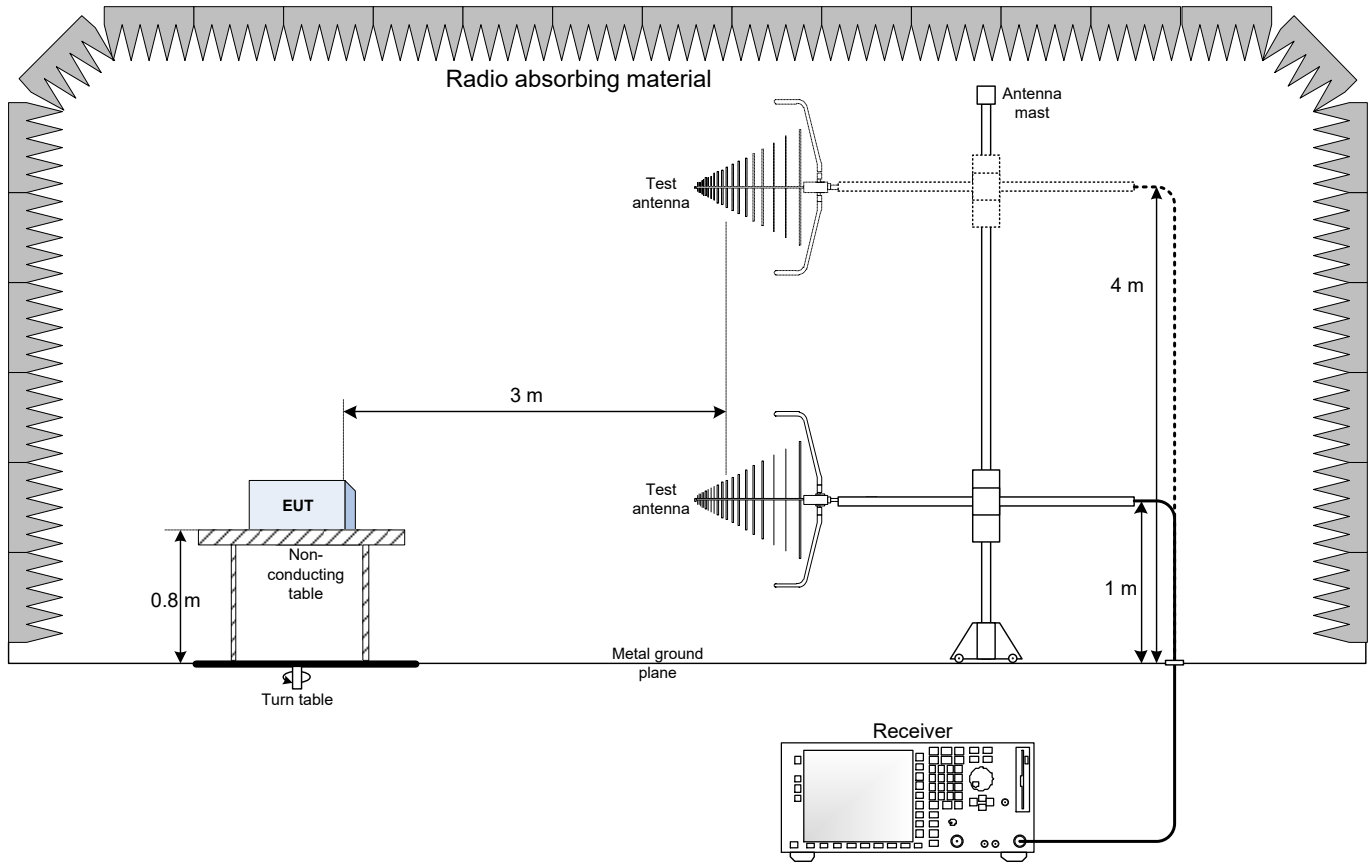 Radio absorbing material
Antenna
mast
Test
antenna
4 m
3 m
Test
antenna
EUT
Non-
conducting
table
0.8 m
1 m
Metal ground
plane
Turn table
Receiver